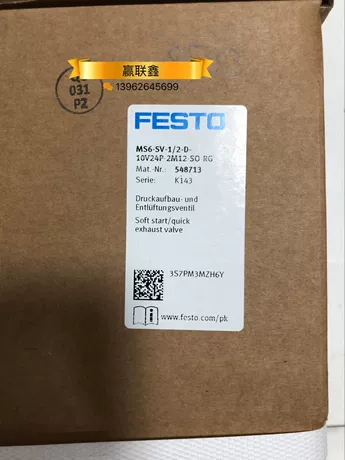 赢联鑫
13962645699
031
P2
FESTO
MS6-SV-1/2-D-
10V24P-2M12-SO-RG
Mat.-Nr.: 548713
Serie: K143
Druckaufbau- und
Entlüftungsventil
Soft start/quick
exhaust valve
3S7PM3MZH6Y
www.festo.com/pk